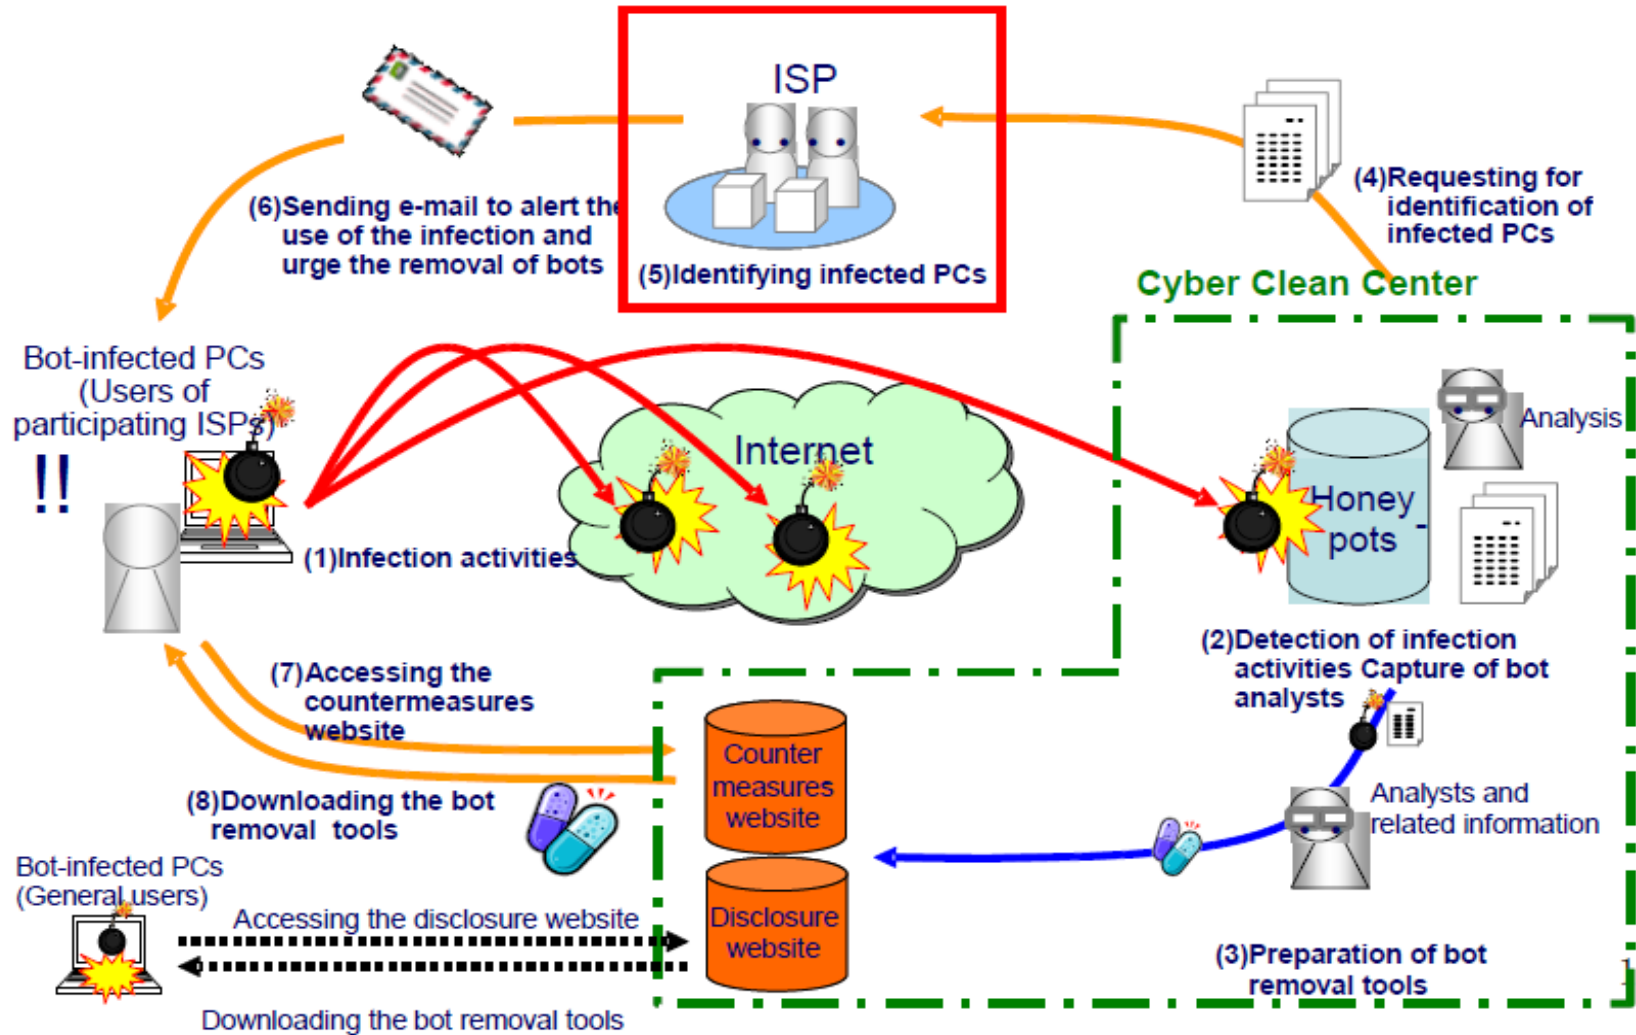 ISP
(5)Identifying infected PCs
(4)Requesting for
identification of
infected PCs
(6)Sending e-mail to alert the
use of the infection and
urge the removal of bots
Cyber Clean Center
Bot-infected PCs
(Users of
participating ISPs)
!!
(1)Infection activities
Internet
Honey
pots
Analysis
(2)Detection of infection
activities Capture of bot
analysts
(7)Accessing the
countermeasures
website
(8)Downloading the bot
removal tools
Counter
measures
website
Analysts and
related information
Bot-infected PCs
(General users)
Accessing the disclosure website
Disclosure
website
Downloading the bot removal tools
(3)Preparation of bot
removal tools